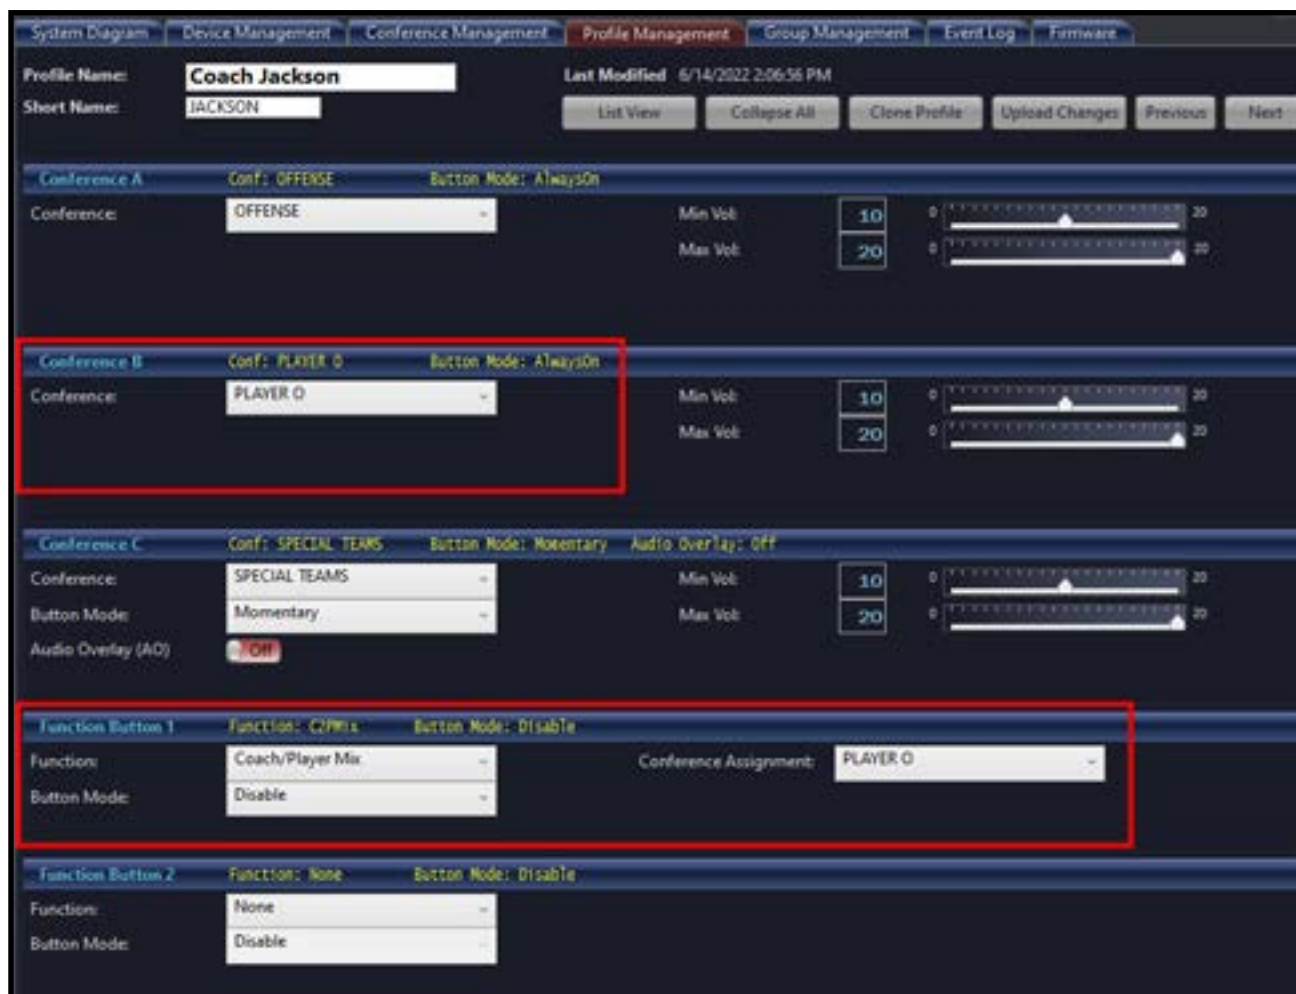 System Diagram Device Management Conference Management Profile Management Group Management Event Log Firmware
Profile Name: Coach Jackson Last Modified 6/14/2022 2:06:56 PM
Short Name: JACKSON List View Collapse All Clone Profile Upload Changes Previous Next
Conference A Conf: OFFENSE Button Mode: AlwaysOn
Conference: OFFENSE Min Vol: 10 0 20
Max Vol: 20 0 20
Conference B Conf: PLAYER O Button Mode: AlwaysOn
Conference: PLAYER O Min Vol: 10 0 20
Max Vol: 20 0 20
Conference C Conf: SPECIAL TEAMS Button Mode: Momentary Audio Overlay: Off
Conference: SPECIAL TEAMS Min Vol: 10 0 20
Button Mode: Momentary Max Vol: 20 0 20
Audio Overlay (AO) Off
Function Button 1 Function: C2PMix Button Mode: Disable
Function: Coach/Player Mix Conference Assignment: PLAYER O
Button Mode: Disable
Function Button 2 Function: None Button Mode: Disable
Function: None
Button Mode: Disable